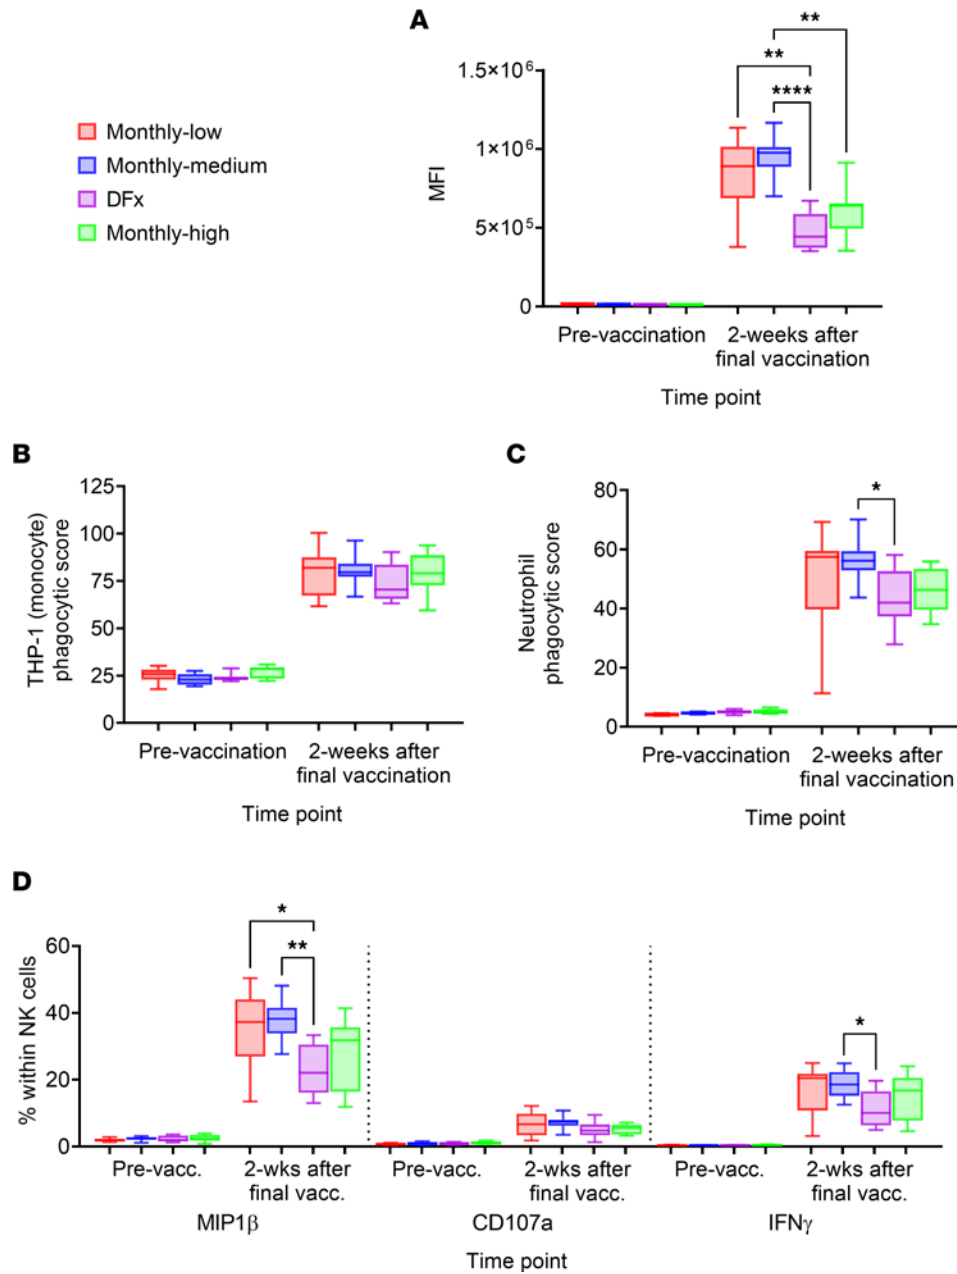 A
Monthly-low
Monthly-medium
DFx
Monthly-high
MFI
1.5×10⁶
1×10⁶
5×10⁵
0
**
**
****
Pre-vaccination
2-weeks after
final vaccination
Time point
B
THP-1 (monocyte)
phagocytic score
125
100
75
50
25
0
Pre-vaccination
2-weeks after
final vaccination
Time point
C
Neutrophil
phagocytic score
80
60
40
20
0
*
Pre-vaccination
2-weeks after
final vaccination
Time point
D
% within NK cells
60
40
20
0
*
**
*
Pre-vacc.
2-wks after
final vacc.
Pre-vacc.
2-wks after
final vacc.
Pre-vacc.
2-wks after
final vacc.
MIP1β
CD107a
IFNγ
Time point